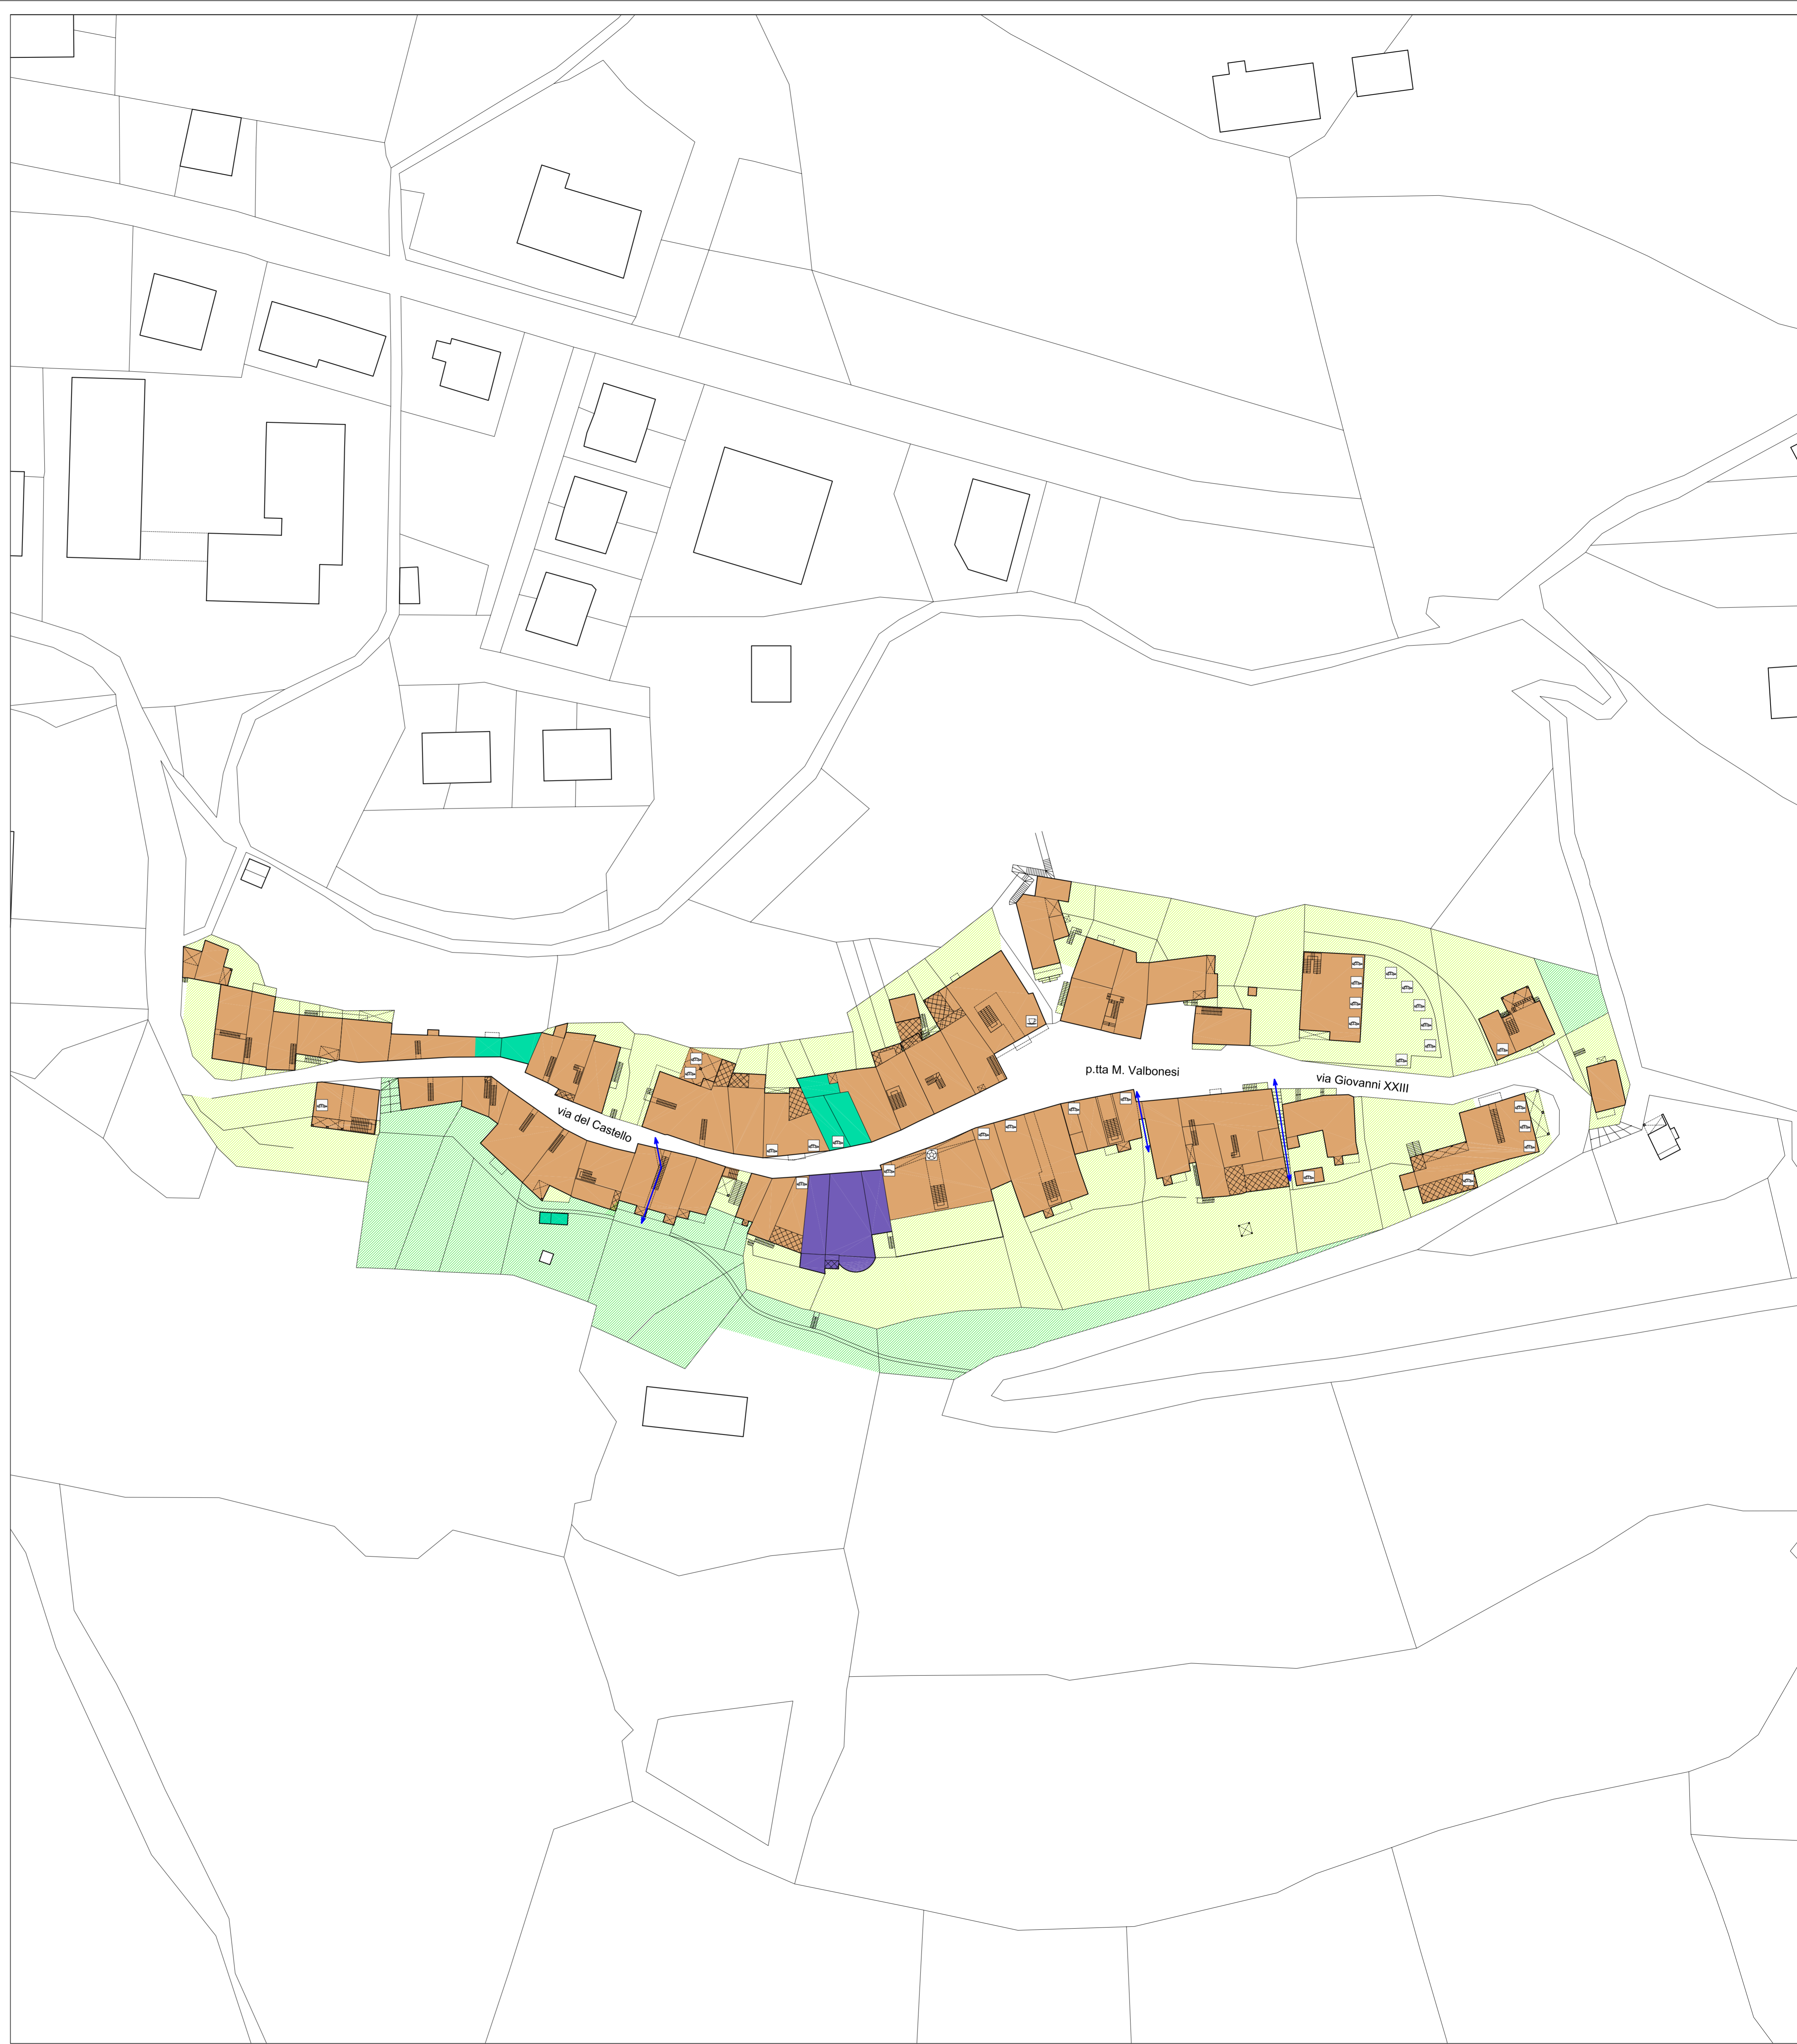 p.tta M. Valbonesi
via Giovanni XXIII
via del Castello